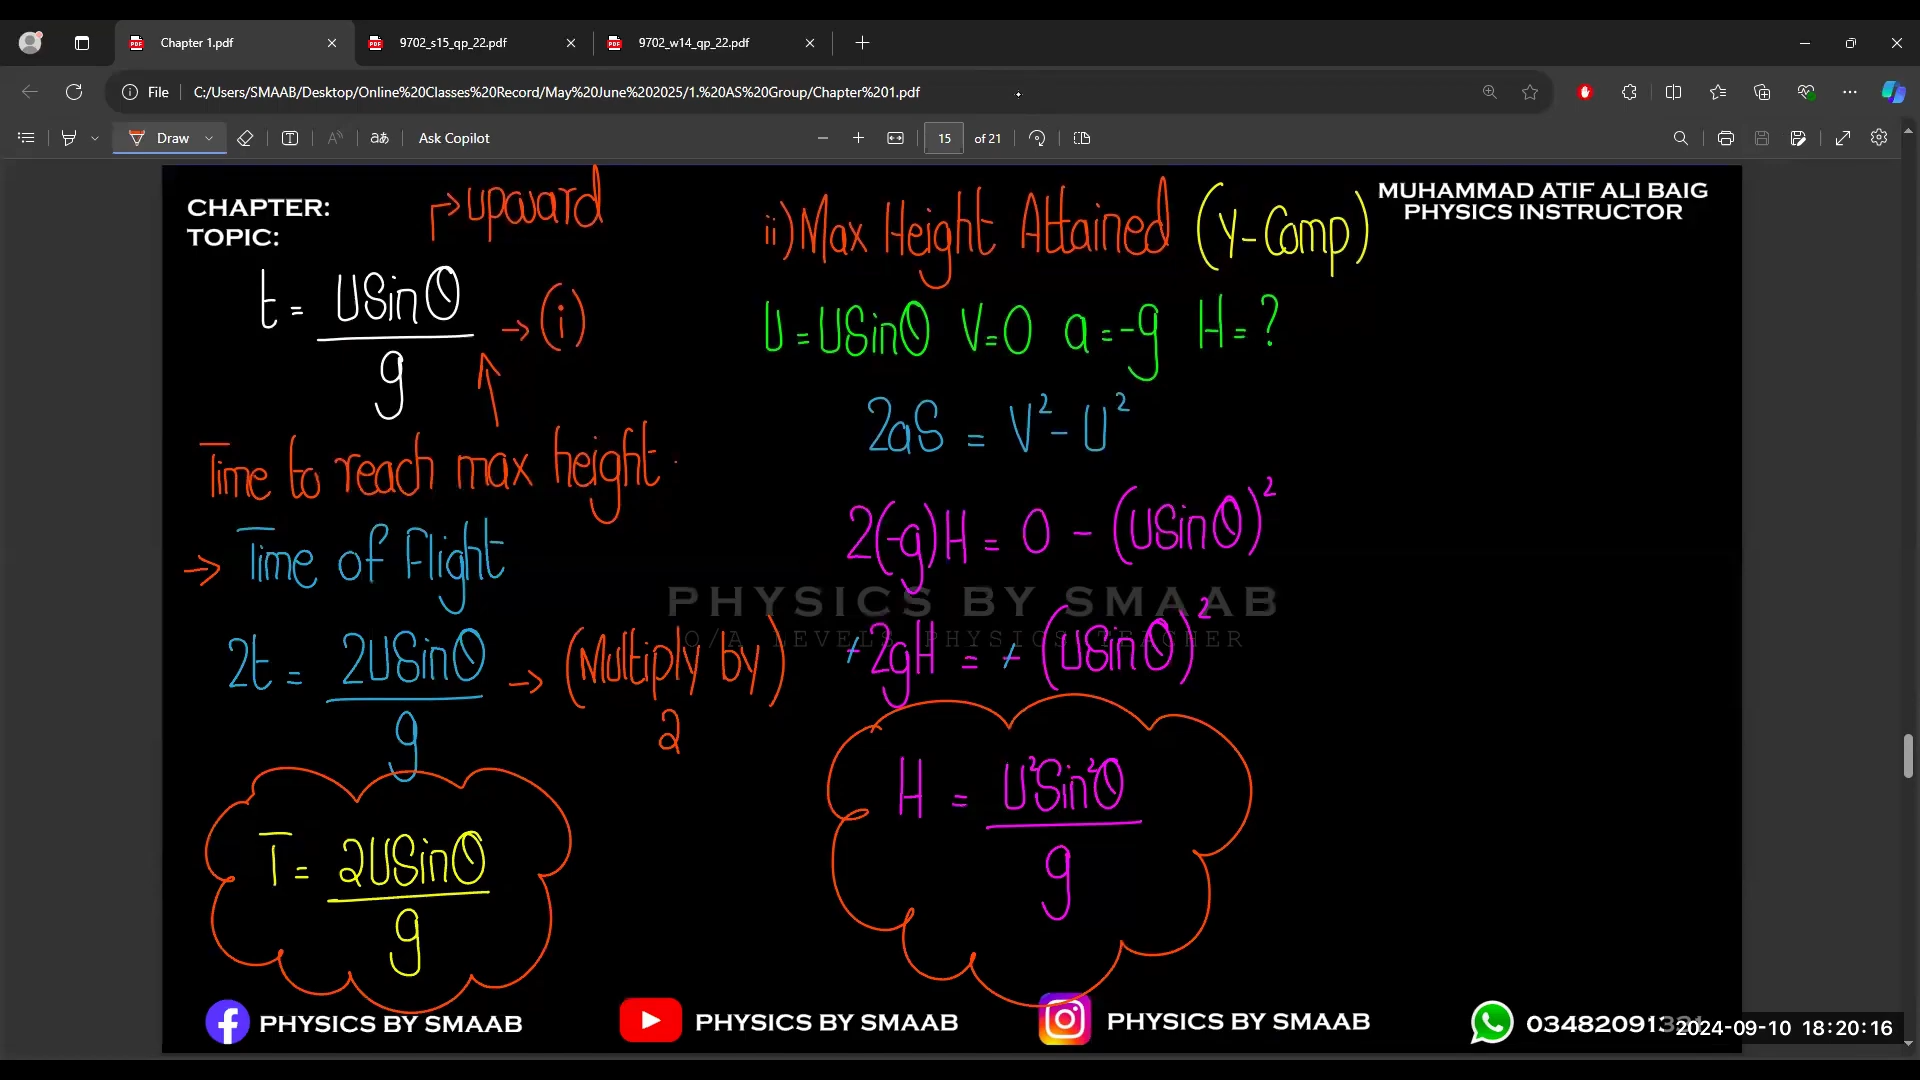 Chapter 1.pdf
9702_s15_qp_22.pdf
9702_w14_qp_22.pdf
File
C:/Users/SMAAB/Desktop/Online%20Classes%20Record/May%20June%202025/1.%20AS%20Group/Chapter%201.pdf
Draw
Ask Copilot
15 of 21
CHAPTER:
TOPIC:
→ upward
t = USinθ / g → (i)
Time to reach max height.
→ Time of Flight
2t = 2USinθ / g → (Multiply by) 2
T = 2USinθ / g
ii) Max Height Attained (Y-Comp)
U = USinθ V=0 a=-g H=?
2aS = V² - U²
2(-g)H = 0 - (USinθ)²
-2gH = - (USinθ)²
H = U²Sin²θ / g
MUHAMMAD ATIF ALI BAIG
PHYSICS INSTRUCTOR
PHYSICS BY SMAAB
O/A LEVELS PHYSICS TEACHER
PHYSICS BY SMAAB
PHYSICS BY SMAAB
PHYSICS BY SMAAB
2024-09-10 18:20:16